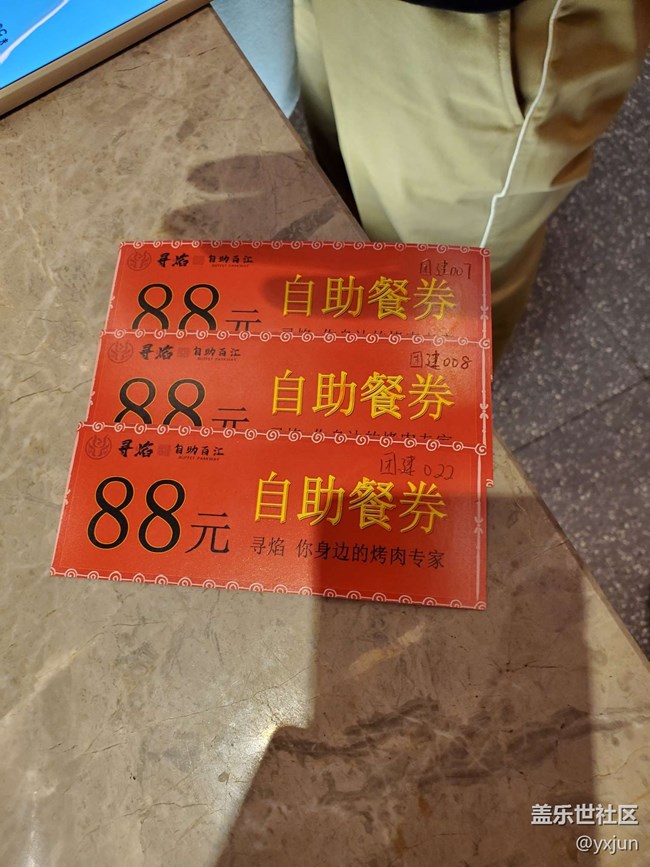 寻焰 自助百汇
团建007
自助餐券
88元
寻焰 自助百汇
团建008
自助餐券
88元
寻焰 自助百汇
团建022
自助餐券
88元
寻焰 你身边的烤肉专家
盖乐世社区
@yxjun